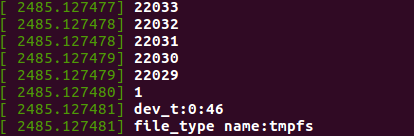 [ 2485.127477] 22033
[ 2485.127478] 22032
[ 2485.127478] 22031
[ 2485.127479] 22030
[ 2485.127479] 22029
[ 2485.127480] 1
[ 2485.127481] dev_t:0:46
[ 2485.127481] file_type name:tmpfs